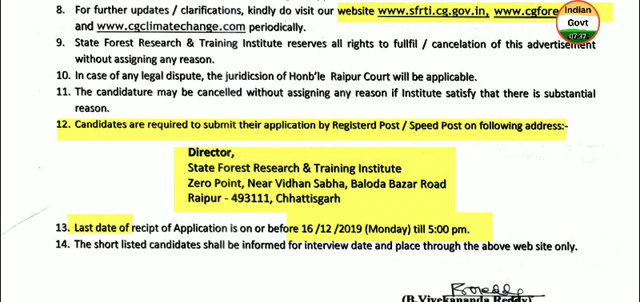 8. For further updates / clarifications, kindly do visit our website www.sfrti.cg.gov.in, www.cgfore
and www.cgclimatechange.com periodically.
9. State Forest Research & Training Institute reserves all rights to fullfil / cancelation of this advertisement
without assigning any reason.
10. In case of any legal dispute, the juridicsion of Honb'le Raipur Court will be applicable.
11. The candidature may be cancelled without assigning any reason if Institute satisfy that there is substantial
reason.
12. Candidates are required to submit their application by Registerd Post / Speed Post on following address:-
Director,
State Forest Research & Training Institute
Zero Point, Near Vidhan Sabha, Baloda Bazar Road
Raipur - 493111, Chhattisgarh
13. Last date of recipt of Application is on or before 16 /12 /2019 (Monday) till 5:00 pm.
14. The short listed candidates shall be informed for interview date and place through the above web site only.
(B.Vivekananda Reddy)
Indian
Govt
07:37